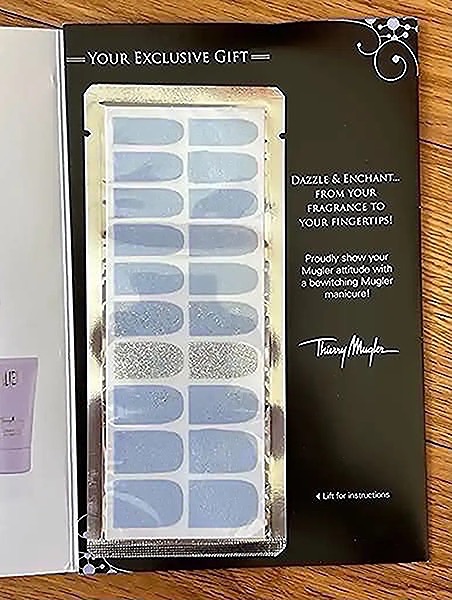 YOUR EXCLUSIVE GIFT
DAZZLE & ENCHANT...
FROM YOUR
FRAGRANCE TO
YOUR FINGERTIPS!
Proudly show your
Mugler attitude with
a bewitching Mugler
manicure!
Thierry Mugler
Lift for instructions